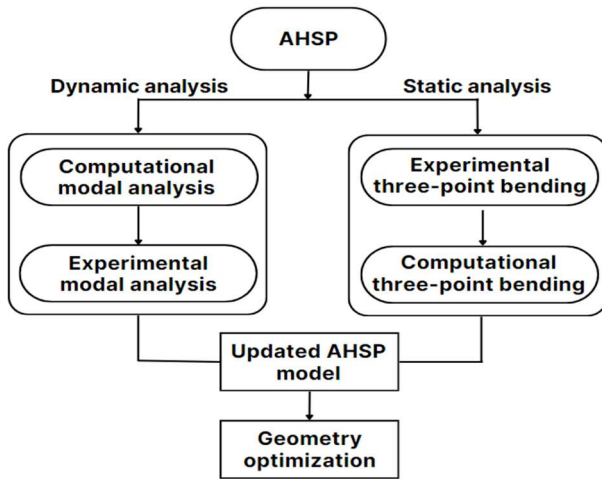 AHSP
Dynamic analysis
Static analysis
Computational
modal analysis
Experimental
modal analysis
Experimental
three-point bending
Computational
three-point bending
Updated AHSP
model
Geometry
optimization